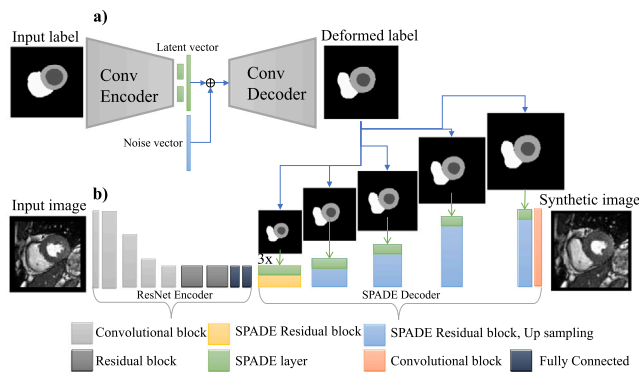 a)
Input label
Latent vector
Deformed label
Conv
Encoder
Conv
Decoder
Noise vector
b)
Input image
Synthetic image
3x
ResNet Encoder
SPADE Decoder
Convolutional block
SPADE Residual block
SPADE Residual block, Up sampling
Residual block
SPADE layer
Convolutional block
Fully Connected